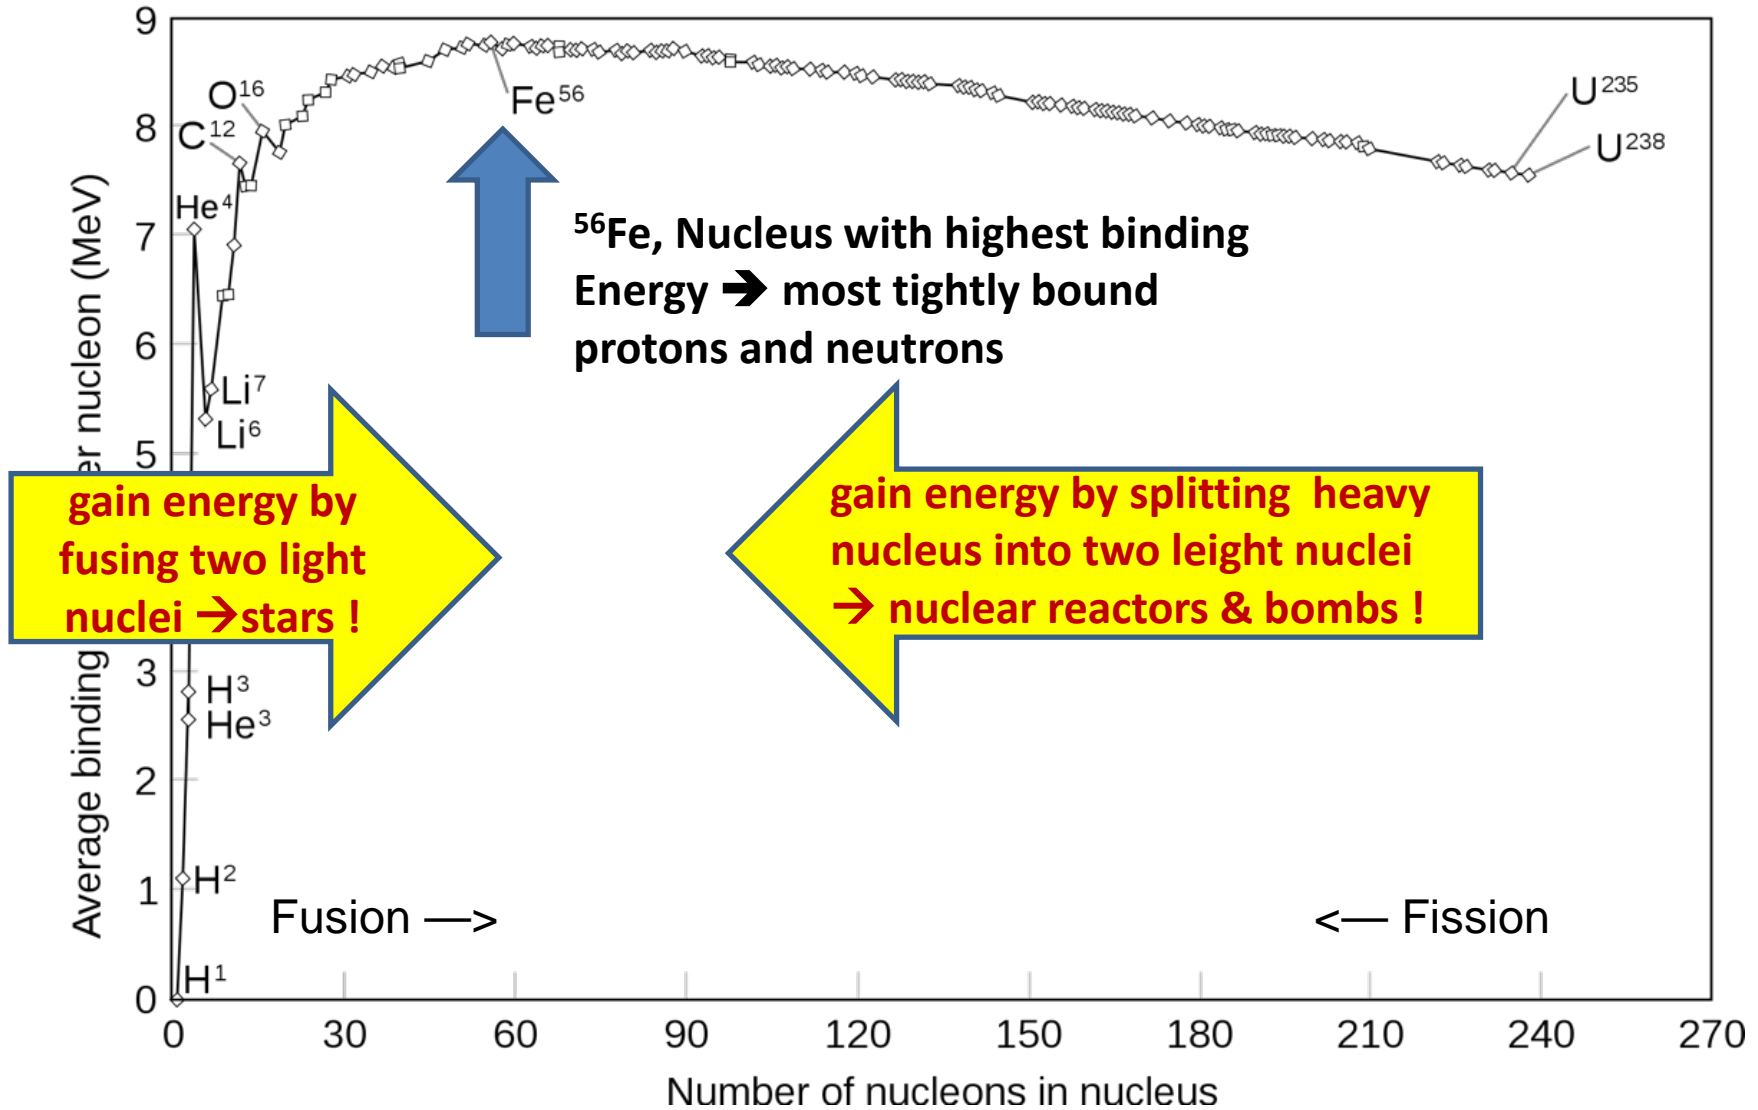 9
8
7
6
5
3
2
1
0
Average binding
er nucleon (MeV)
O¹⁶
C¹²
He⁴
Li⁷
Li⁶
H³
He³
H²
H¹
Fe⁵⁶
U²³⁵
U²³⁸
⁵⁶Fe, Nucleus with highest binding
Energy ➔ most tightly bound
protons and neutrons
gain energy by
fusing two light
nuclei →stars !
gain energy by splitting heavy
nucleus into two leight nuclei
→ nuclear reactors & bombs !
Fusion —>
<— Fission
0 30 60 90 120 150 180 210 240 270
Number of nucleons in nucleus